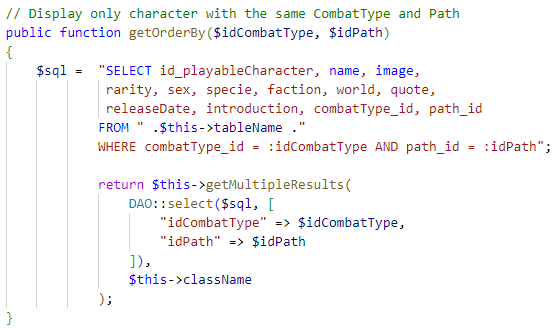 // Display only character with the same CombatType and Path
public function getOrderBy($idCombatType, $idPath)
{
    $sql =  "SELECT id_playableCharacter, name, image,
             rarity, sex, specie, faction, world, quote,
             releaseDate, introduction, combatType_id, path_id
            FROM " .$this->tableName ."
            WHERE combatType_id = :idCombatType AND path_id = :idPath";

            return $this->getMultipleResults(
                DAO::select($sql, [
                    "idCombatType" => $idCombatType,
                    "idPath" => $idPath
                ]),
                $this->className
            );
}